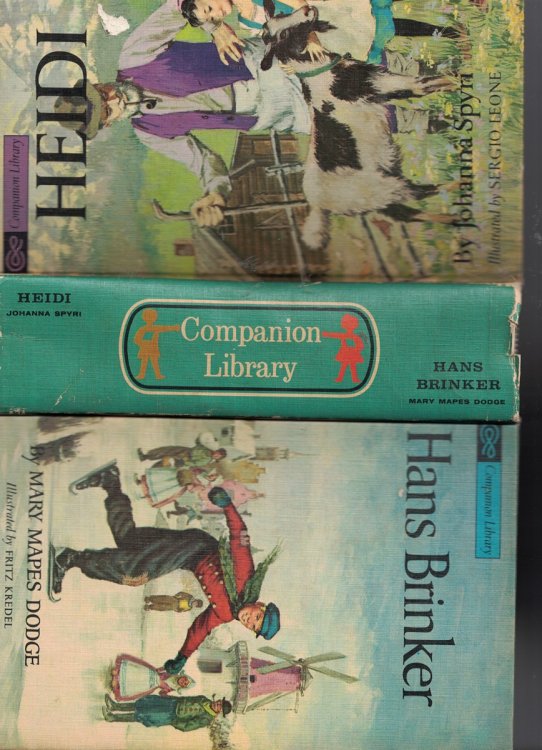 HEIDI
Companion Library
By Johanna Spyri
Illustrated by SERGIO LEONE
HEIDI
JOHANNA SPYRI
Companion
Library
HANS
BRINKER
MARY MAPES DODGE
Hans Brinker
Companion Library
By MARY MAPES DODGE
Illustrated by FRITZ KREDEL